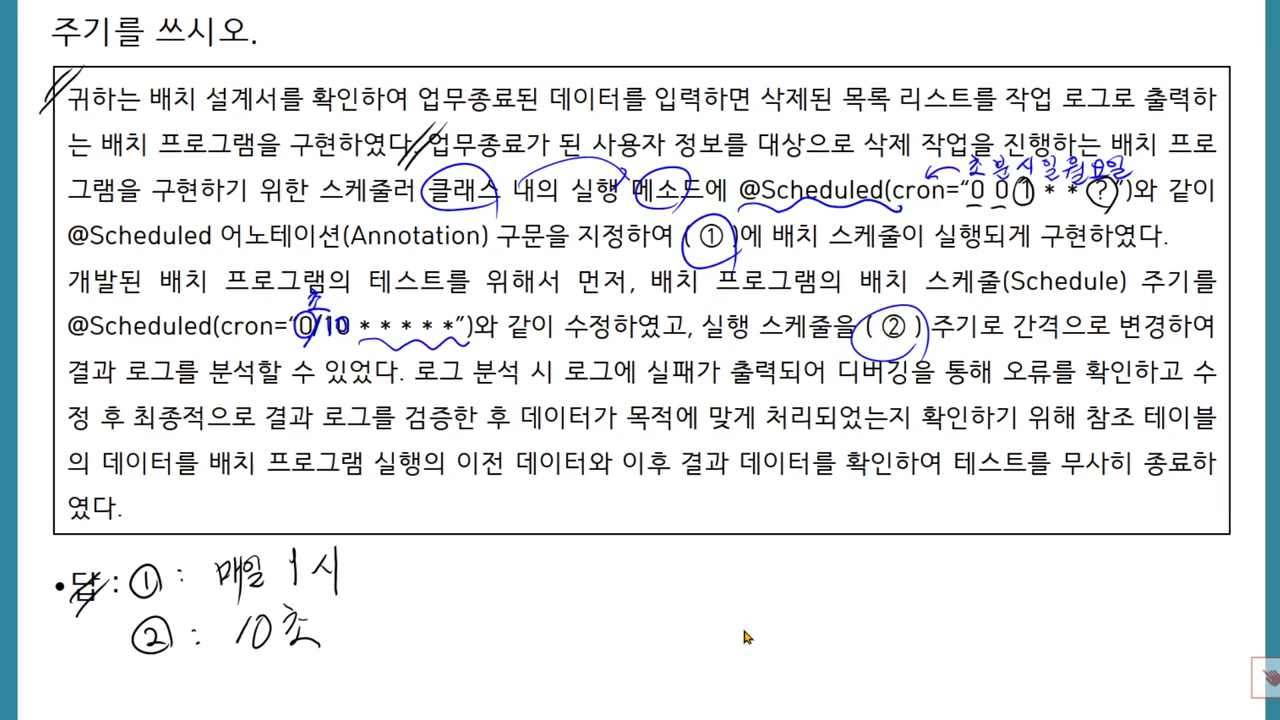 주기를 쓰시오.
귀하는 배치 설계서를 확인하여 업무종료된 데이터를 입력하면 삭제된 목록 리스트를 작업 로그로 출력하
는 배치 프로그램을 구현하였다. 업무종료가 된 사용자 정보를 대상으로 삭제 작업을 진행하는 배치 프로
초 분 시 일 월 요일
그램을 구현하기 위한 스케줄러 클래스 내의 실행 메소드에 @Scheduled(cron=“0 0 1 * * ?”)와 같이
@Scheduled 어노테이션(Annotation) 구문을 지정하여 ( ① )에 배치 스케줄이 실행되게 구현하였다.
개발된 배치 프로그램의 테스트를 위해서 먼저, 배치 프로그램의 배치 스케줄(Schedule) 주기를
초
@Scheduled(cron=“0/10 * * * * *”)와 같이 수정하였고, 실행 스케줄을 ( ② ) 주기로 간격으로 변경하여
결과 로그를 분석할 수 있었다. 로그 분석 시 로그에 실패가 출력되어 디버깅을 통해 오류를 확인하고 수
정 후 최종적으로 결과 로그를 검증한 후 데이터가 목적에 맞게 처리되었는지 확인하기 위해 참조 테이블
의 데이터를 배치 프로그램 실행의 이전 데이터와 이후 결과 데이터를 확인하여 테스트를 무사히 종료하
였다.
• 답 : ① : 매일 1시
② : 10초